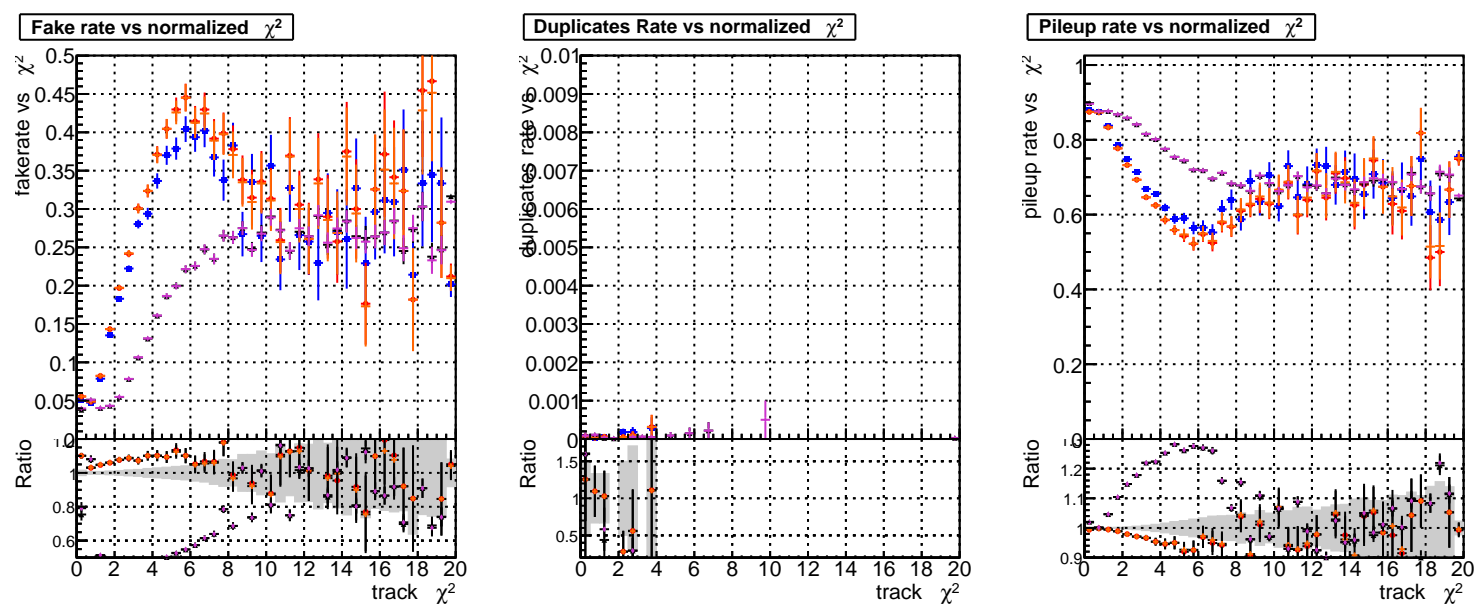 Fake rate vs normalized χ²
fakerate vs χ²
0.5
0.45
0.4
0.35
0.3
0.25
0.2
0.15
0.1
0.05
Ratio
1
0.8
0.6
0 2 4 6 8 10 12 14 16 18 20
track χ²
Duplicates Rate vs normalized χ²
duplicates rate vs χ²
0.01
0.009
0.008
0.007
0.006
0.005
0.004
0.003
0.002
0.001
0
Ratio
1.5
1
0.5
0 2 4 6 8 10 12 14 16 18 20
track χ²
Pileup rate vs normalized χ²
pileup rate vs χ²
1
0.8
0.6
0.4
0.2
0
Ratio
1.2
1.1
1
0.9
0 2 4 6 8 10 12 14 16 18 20
track χ²